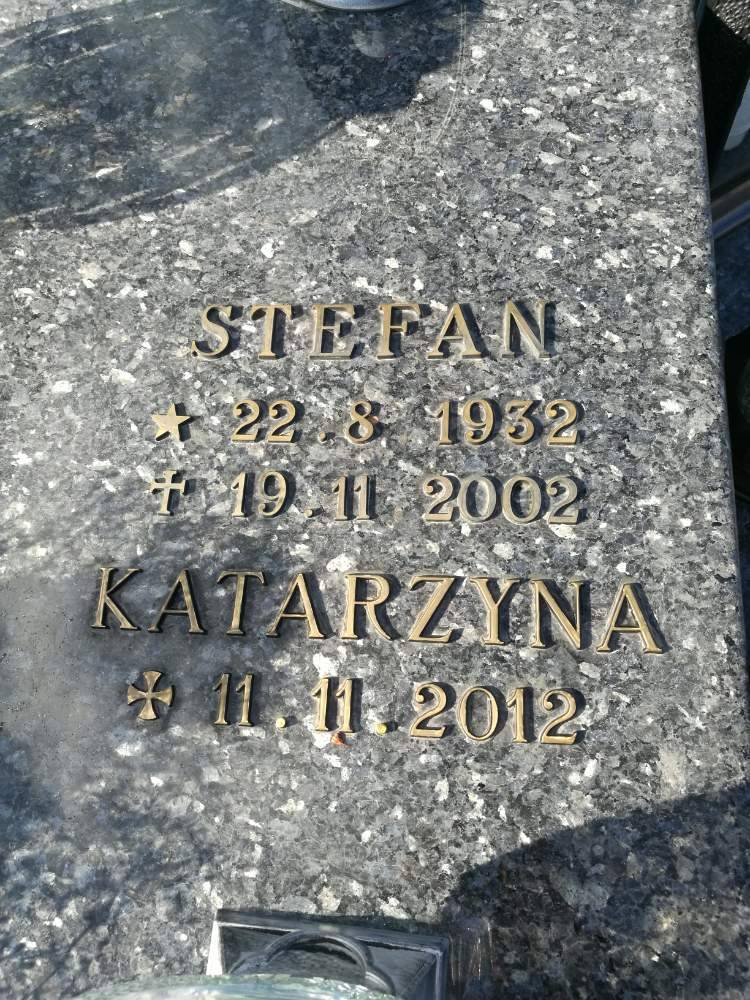 STEFAN
★ 22.8 1932
✝ 19.11.2002
KATARZYNA
✠ 11.11.2012